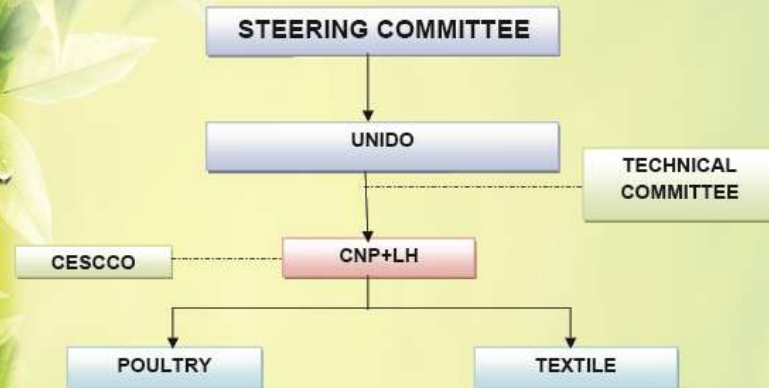 STEERING COMMITTEE
UNIDO
TECHNICAL
COMMITTEE
CESCCO
CNP+LH
POULTRY
TEXTILE